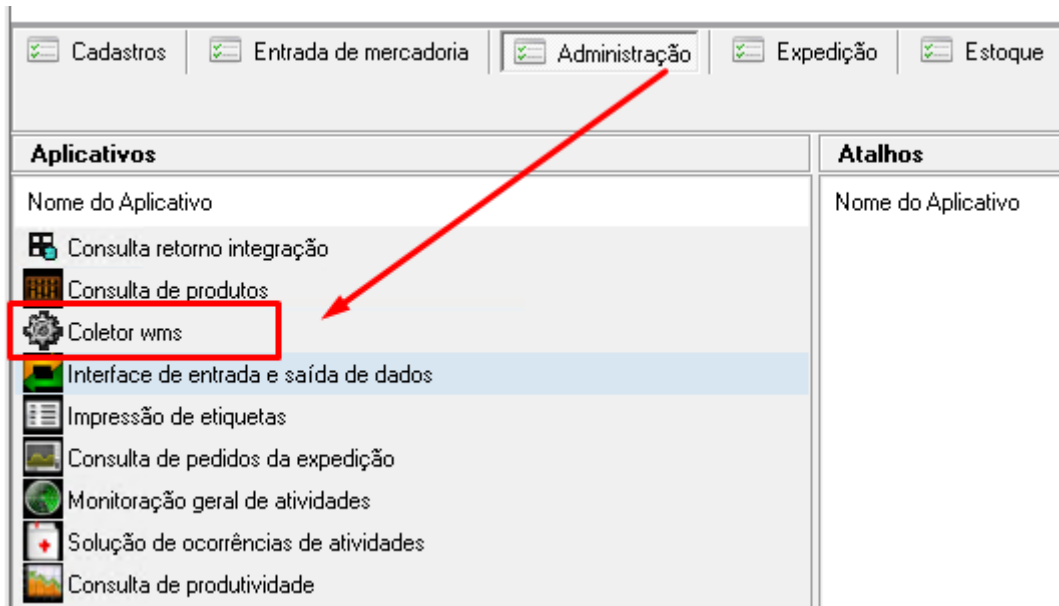 Cadastros Entrada de mercadoria Administração Expedição Estoque
Aplicativos Atalhos
Nome do Aplicativo Nome do Aplicativo
Consulta retorno integração
Consulta de produtos
Coletor wms
Interface de entrada e saída de dados
Impressão de etiquetas
Consulta de pedidos da expedição
Monitoração geral de atividades
Solução de ocorrências de atividades
Consulta de produtividade